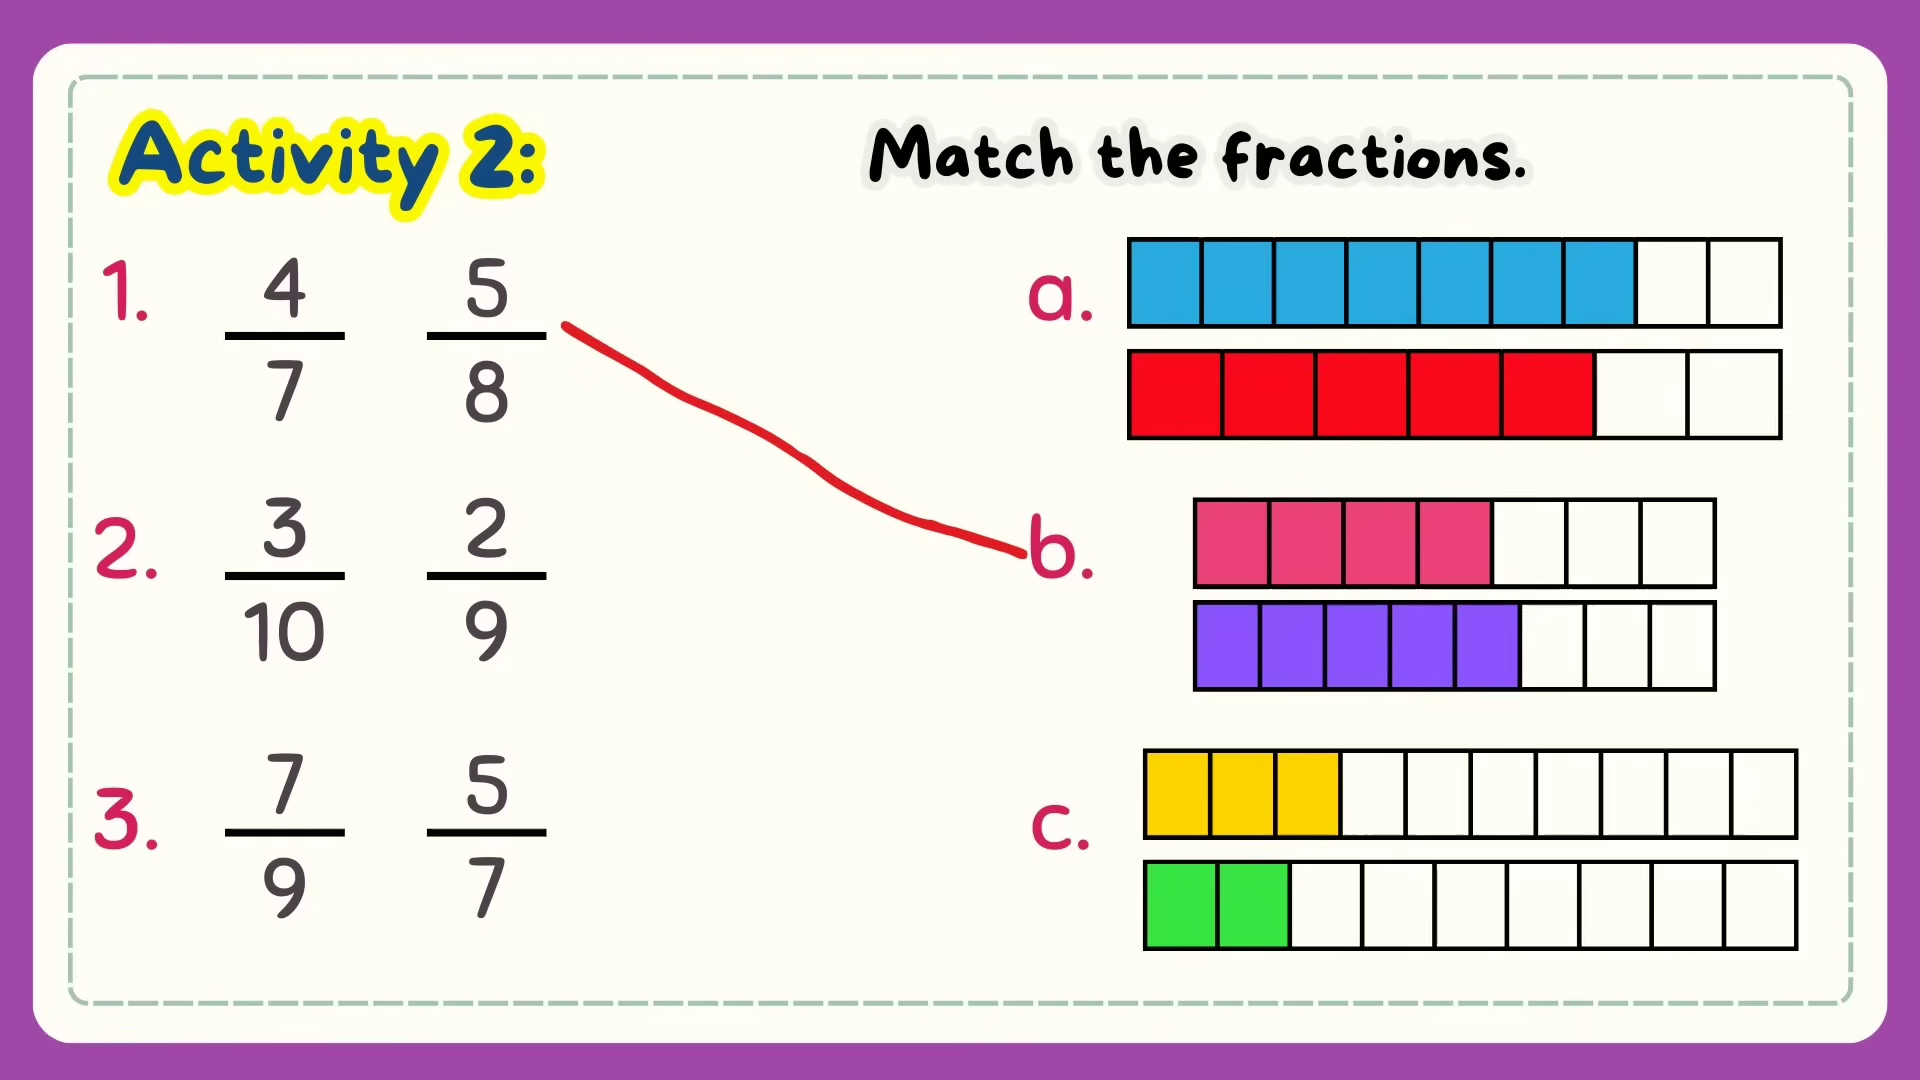 Activity 2:
Match the fractions.
1. 4/7 5/8
2. 3/10 2/9
3. 7/9 5/7
a.
b.
c.